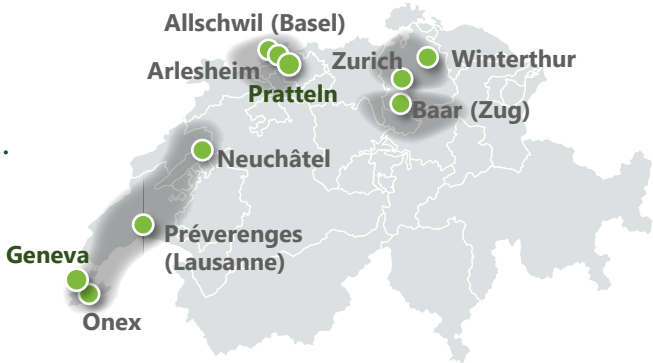 Allschwil (Basel)
Arlesheim
Pratteln
Zurich
Winterthur
Baar (Zug)
Neuchâtel
Préverenges
(Lausanne)
Geneva
Onex